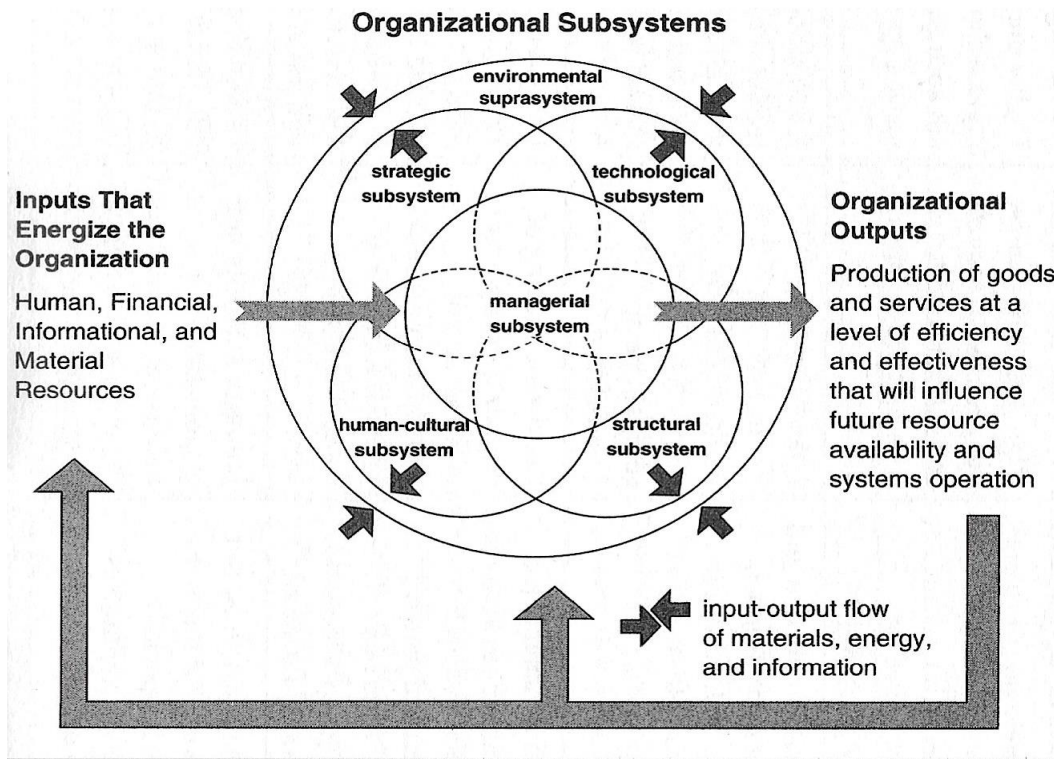 Organizational Subsystems
environmental
suprasystem
strategic
subsystem
technological
subsystem
Inputs That
Energize the
Organization
Human, Financial,
Informational, and
Material
Resources
managerial
subsystem
Organizational
Outputs
Production of goods
and services at a
level of efficiency
and effectiveness
that will influence
future resource
availability and
systems operation
human-cultural
subsystem
structural
subsystem
input-output flow
of materials, energy,
and information